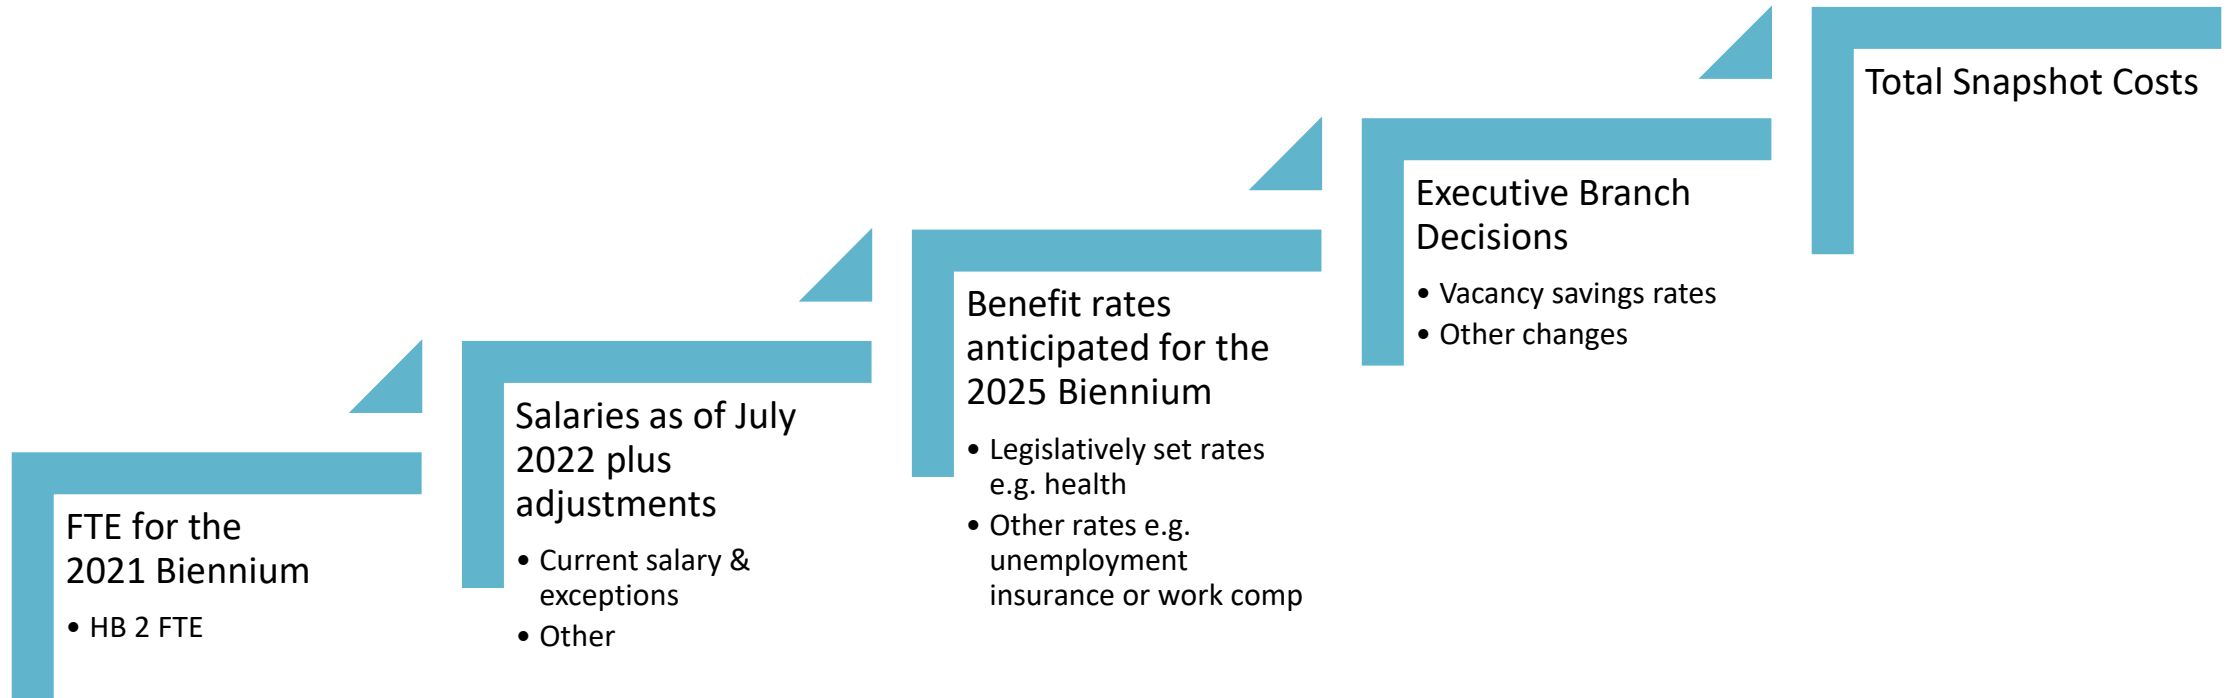 FTE for the
2021 Biennium
• HB 2 FTE
Salaries as of July
2022 plus
adjustments
• Current salary &
exceptions
• Other
Benefit rates
anticipated for the
2025 Biennium
• Legislatively set rates
e.g. health
• Other rates e.g.
unemployment
insurance or work comp
Executive Branch
Decisions
• Vacancy savings rates
• Other changes
Total Snapshot Costs